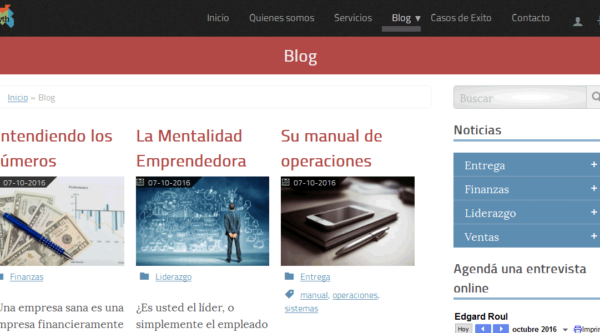 Inicio Quienes somos Servicios Blog Casos de Exito Contacto
Blog
Inicio » Blog
Buscar
ntendiendo los
úmeros
07-10-2016
Finanzas
Una empresa sana es una
mpresa financieramente
La Mentalidad
Emprendedora
07-10-2016
Liderazgo
¿Es usted el líder, o
simplemente el empleado
Su manual de
operaciones
07-10-2016
Entrega
manual, operaciones,
sistemas
Noticias
Entrega +
Finanzas +
Liderazgo +
Ventas +
Agendá una entrevista
online
Edgard Roul
Hoy octubre 2016